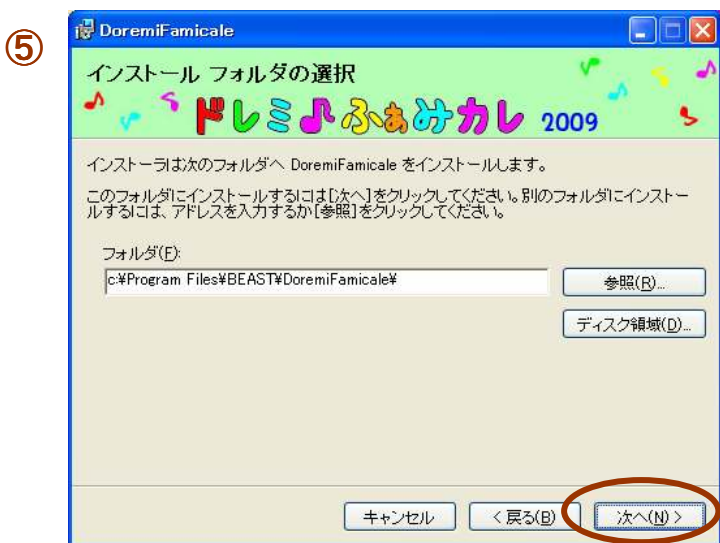 ⑤
DoremiFamicale
インストール フォルダの選択
ドレミ♪ふぁみカレ 2009
インストーラは次のフォルダへ DoremiFamicale をインストールします。
このフォルダにインストールするには[次へ]をクリックしてください。別のフォルダにインストー
ルするには、アドレスを入力するか[参照]をクリックしてください。
フォルダ(F):
c:¥Program Files¥BEAST¥DoremiFamicale¥
参照(R)...
ディスク領域(D)...
キャンセル
< 戻る(B)
次へ(N) >